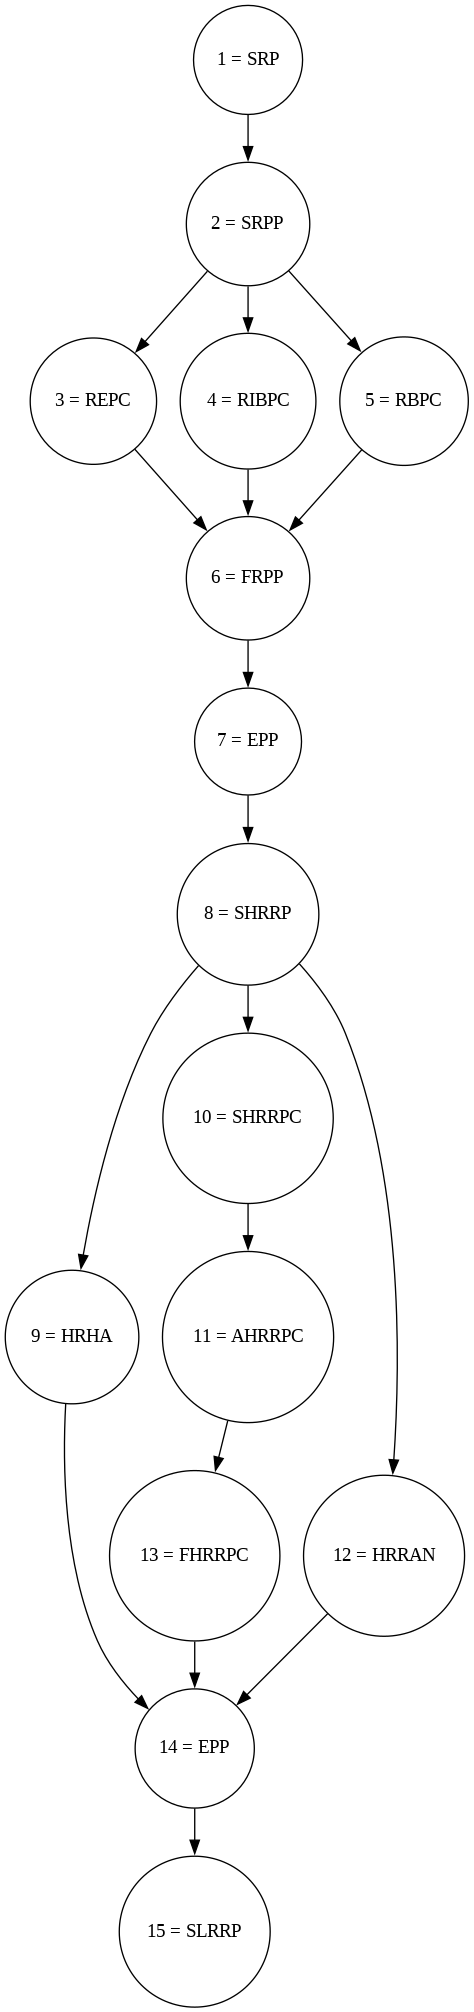 1 = SRP
2 = SRPP
3 = REPC
4 = RIBPC
5 = RBPC
6 = FRPP
7 = EPP
8 = SHRRP
10 = SHRRPC
9 = HRHA
11 = AHRRPC
13 = FHRRPC
12 = HRRAN
14 = EPP
15 = SLRRP